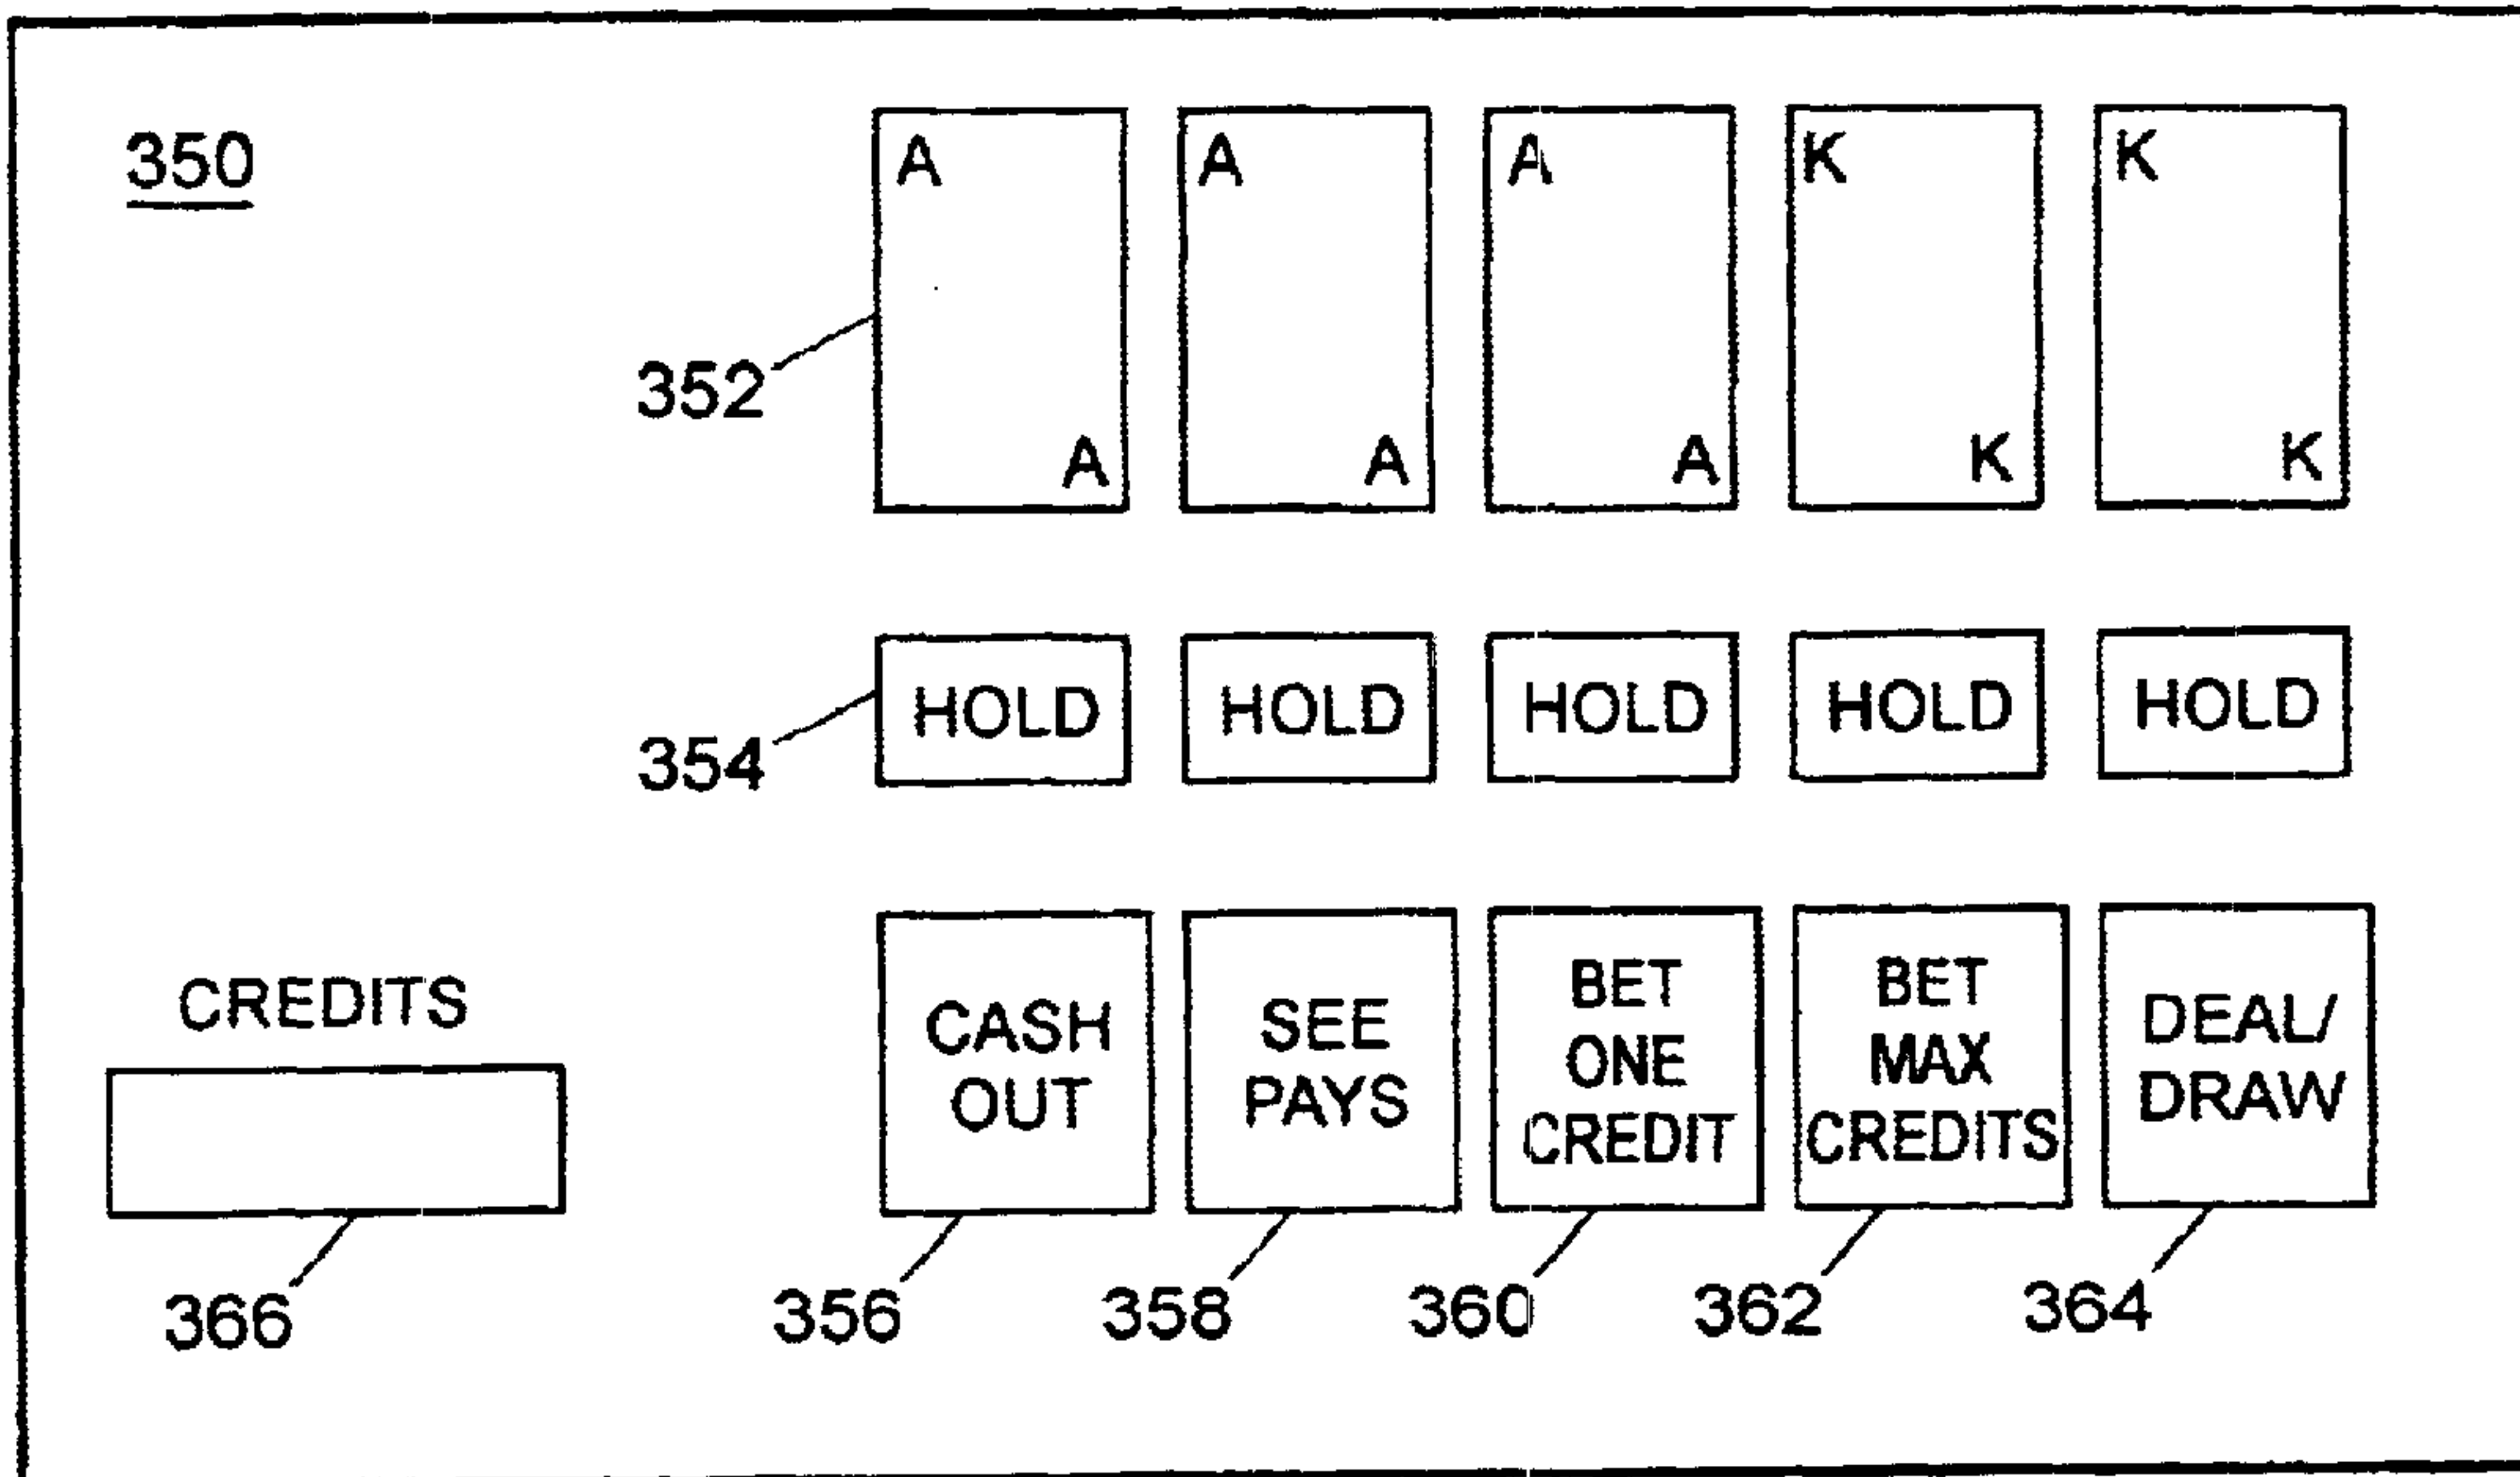 350
A A A K K
352
A A A K K
HOLD HOLD HOLD HOLD HOLD
354
CREDITS
CASH
OUT
SEE
PAYS
BET
ONE
CREDIT
BET
MAX
CREDITS
DEAL/
DRAW
366 356 358 360 362 364